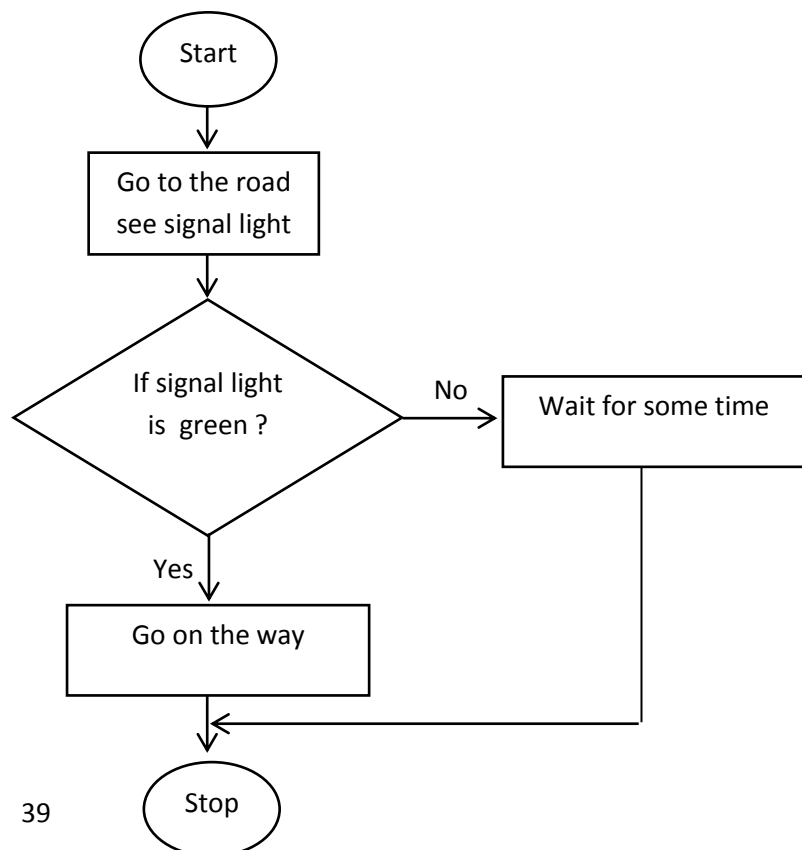 Start
Go to the road
see signal light
If signal light
is green ?
No
Wait for some time
Yes
Go on the way
Stop
39